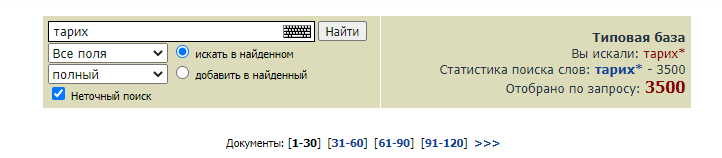 тарих Найти
Все поля искать в найденном
полный добавить в найденный
Неточный поиск
Типовая база
Вы искали: тарих*
Статистика поиска слов: тарих* - 3500
Отобрано по запросу: 3500
Документы: [1-30] [31-60] [61-90] [91-120] >>>